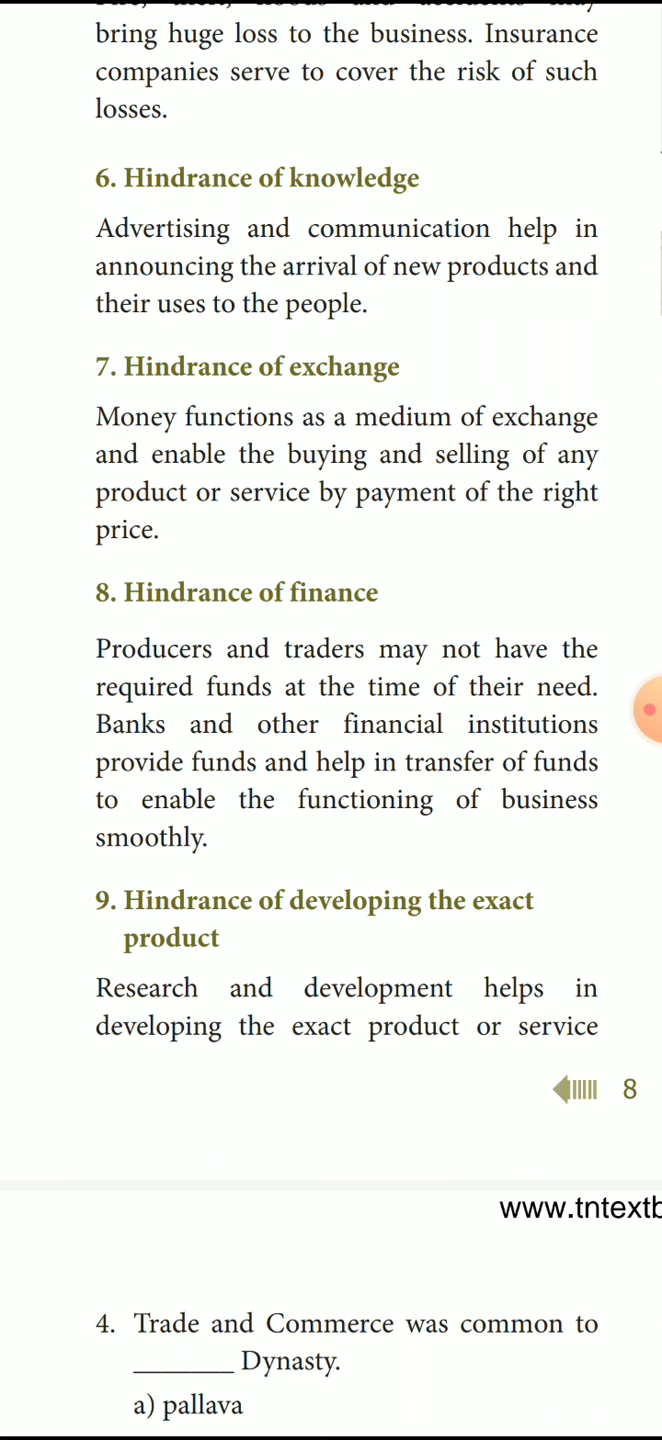 bring huge loss to the business. Insurance
companies serve to cover the risk of such
losses.
6. Hindrance of knowledge
Advertising and communication help in
announcing the arrival of new products and
their uses to the people.
7. Hindrance of exchange
Money functions as a medium of exchange
and enable the buying and selling of any
product or service by payment of the right
price.
8. Hindrance of finance
Producers and traders may not have the
required funds at the time of their need.
Banks and other financial institutions
provide funds and help in transfer of funds
to enable the functioning of business
smoothly.
9. Hindrance of developing the exact
product
Research and development helps in
developing the exact product or service
8
www.tntextb
4. Trade and Commerce was common to
_______ Dynasty.
a) pallava